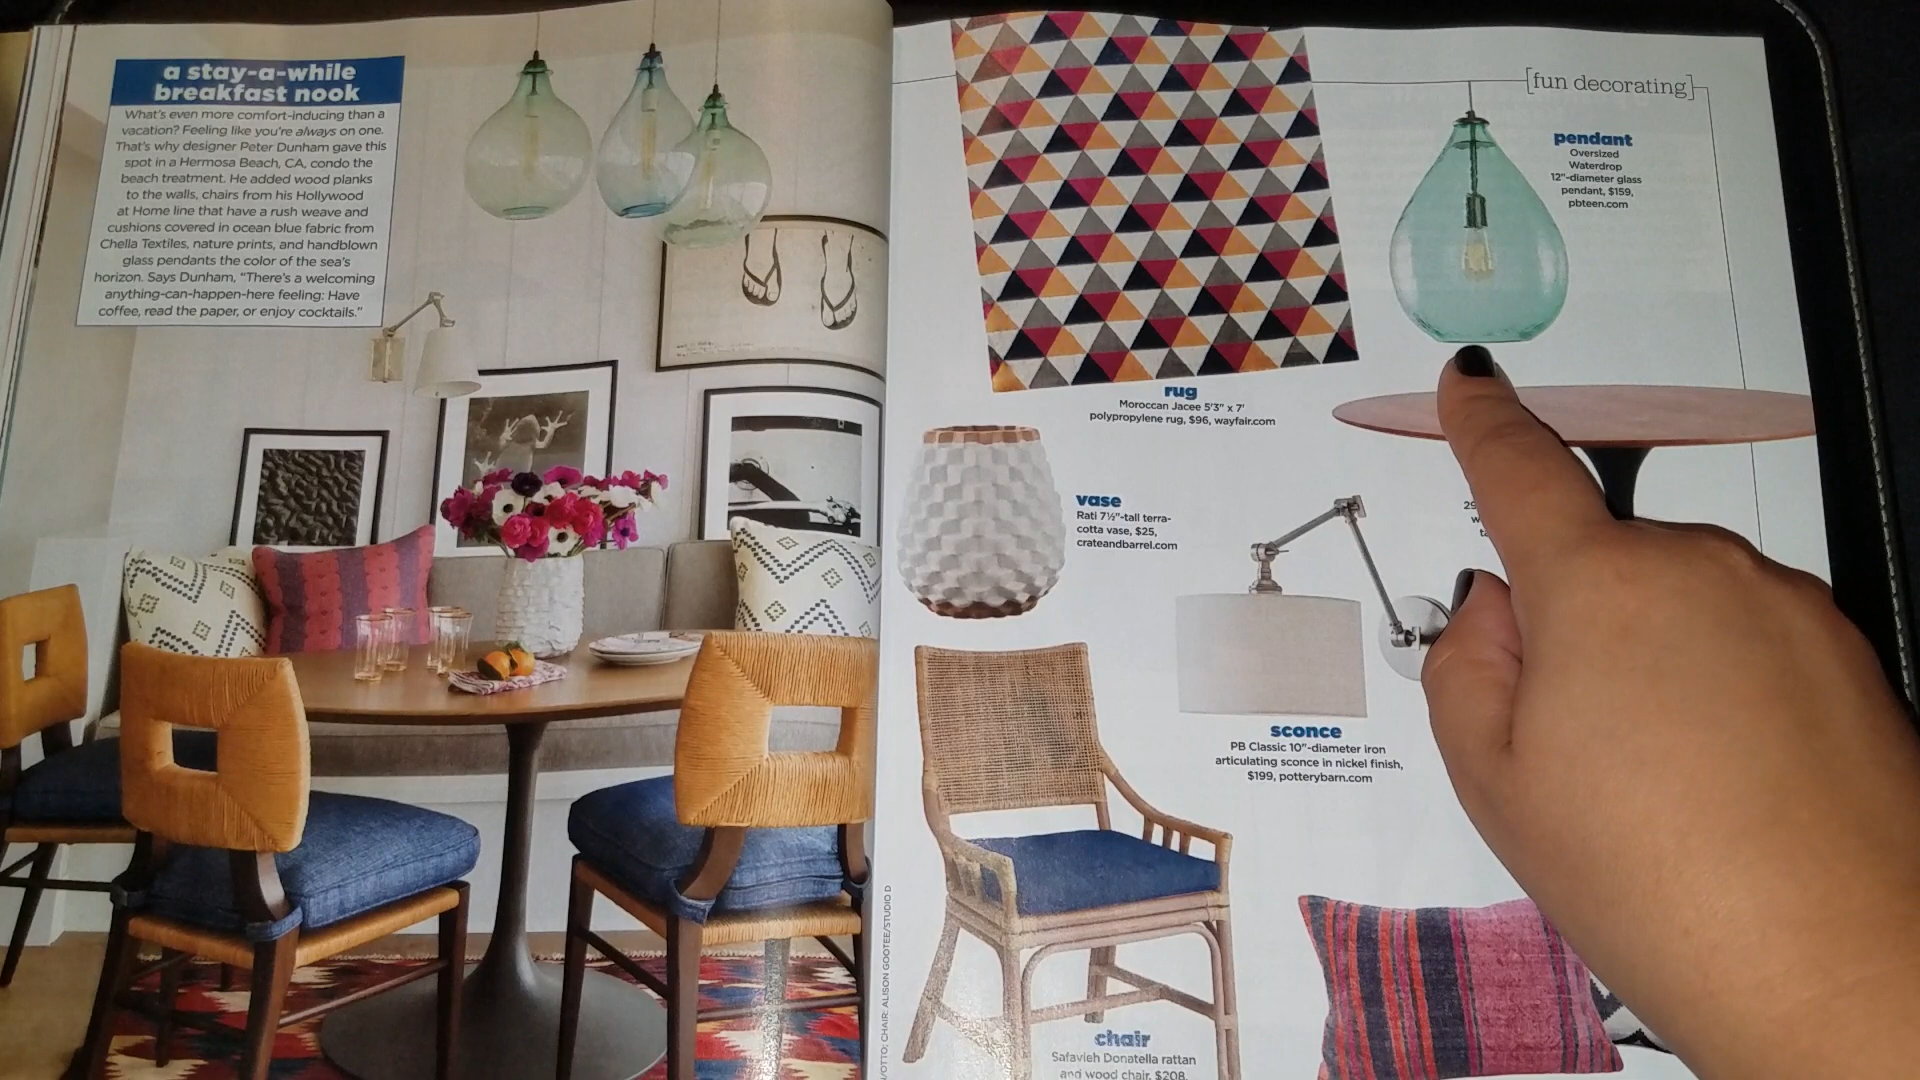 a stay-a-while
breakfast nook
What's even more comfort-inducing than a
vacation? Feeling like you're always on one.
That's why designer Peter Dunham gave this
spot in a Hermosa Beach, CA, condo the
beach treatment. He added wood planks
to the walls, chairs from his Hollywood
at Home line that have a rush weave and
cushions covered in ocean blue fabric from
Chella Textiles, nature prints, and handblown
glass pendants the color of the sea's
horizon. Says Dunham, “There's a welcoming
anything-can-happen-here feeling: Have
coffee, read the paper, or enjoy cocktails.”
[fun decorating]
pendant
Oversized
Waterdrop
12"-diameter glass
pendant, $159,
pbteen.com
rug
Moroccan Jacee 5'3" x 7'
polypropylene rug, $96, wayfair.com
vase
Rati 7½"-tall terra-
cotta vase, $25,
crateandbarrel.com
29
sconce
PB Classic 10"-diameter iron
articulating sconce in nickel finish,
$199, potterybarn.com
chair
Safavieh Donatella rattan
and wood chair, $208,
/OTTO; CHAIR: ALISON GOOTEE/STUDIO D